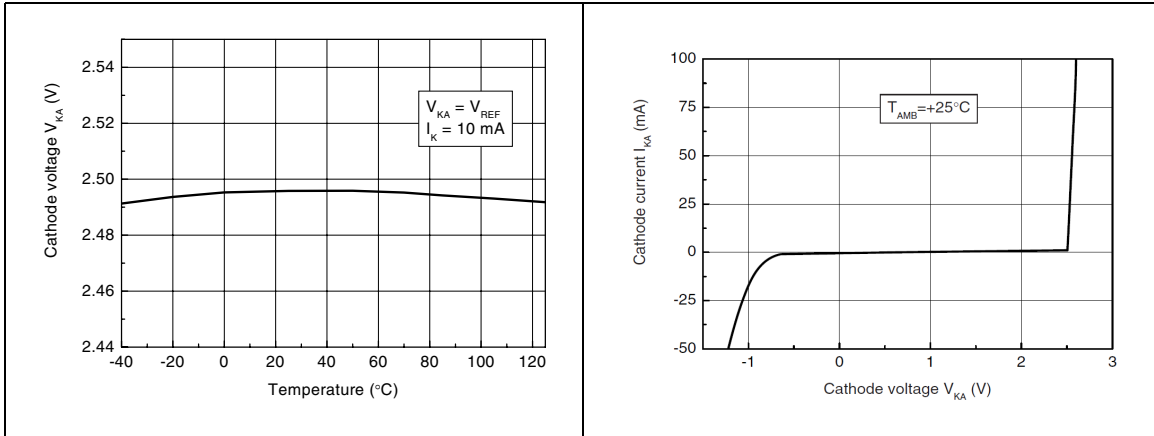 Cathode voltage V_KA (V)
2.54
2.52
2.50
2.48
2.46
2.44
V_KA = V_REF
I_K = 10 mA
-40 -20 0 20 40 60 80 100 120
Temperature (°C)
Cathode current I_KA (mA)
100
75
50
25
0
-25
-50
T_AMB=+25°C
-1 0 1 2 3
Cathode voltage V_KA (V)